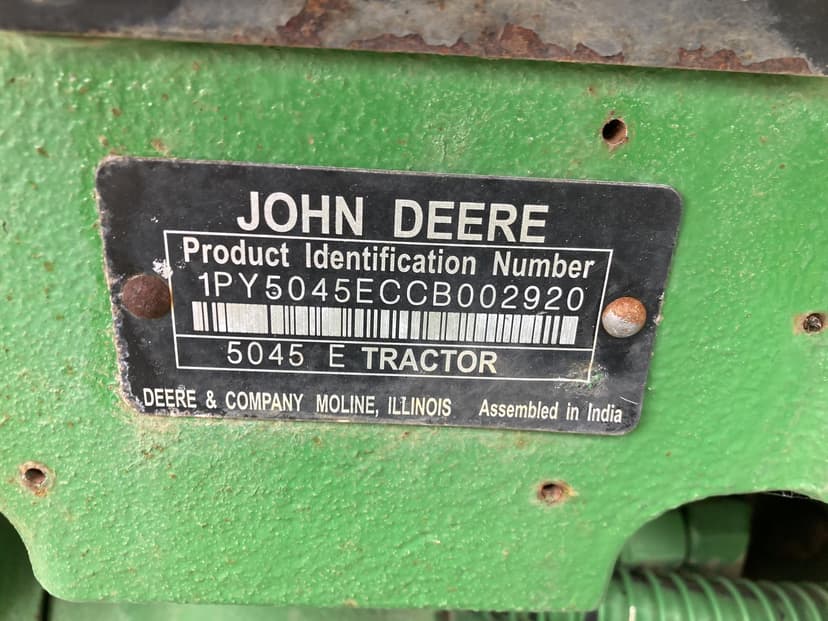 JOHN DEERE
Product Identification Number
1PY5045ECCB002920
5045 E TRACTOR
DEERE & COMPANY MOLINE, ILLINOIS Assembled in India